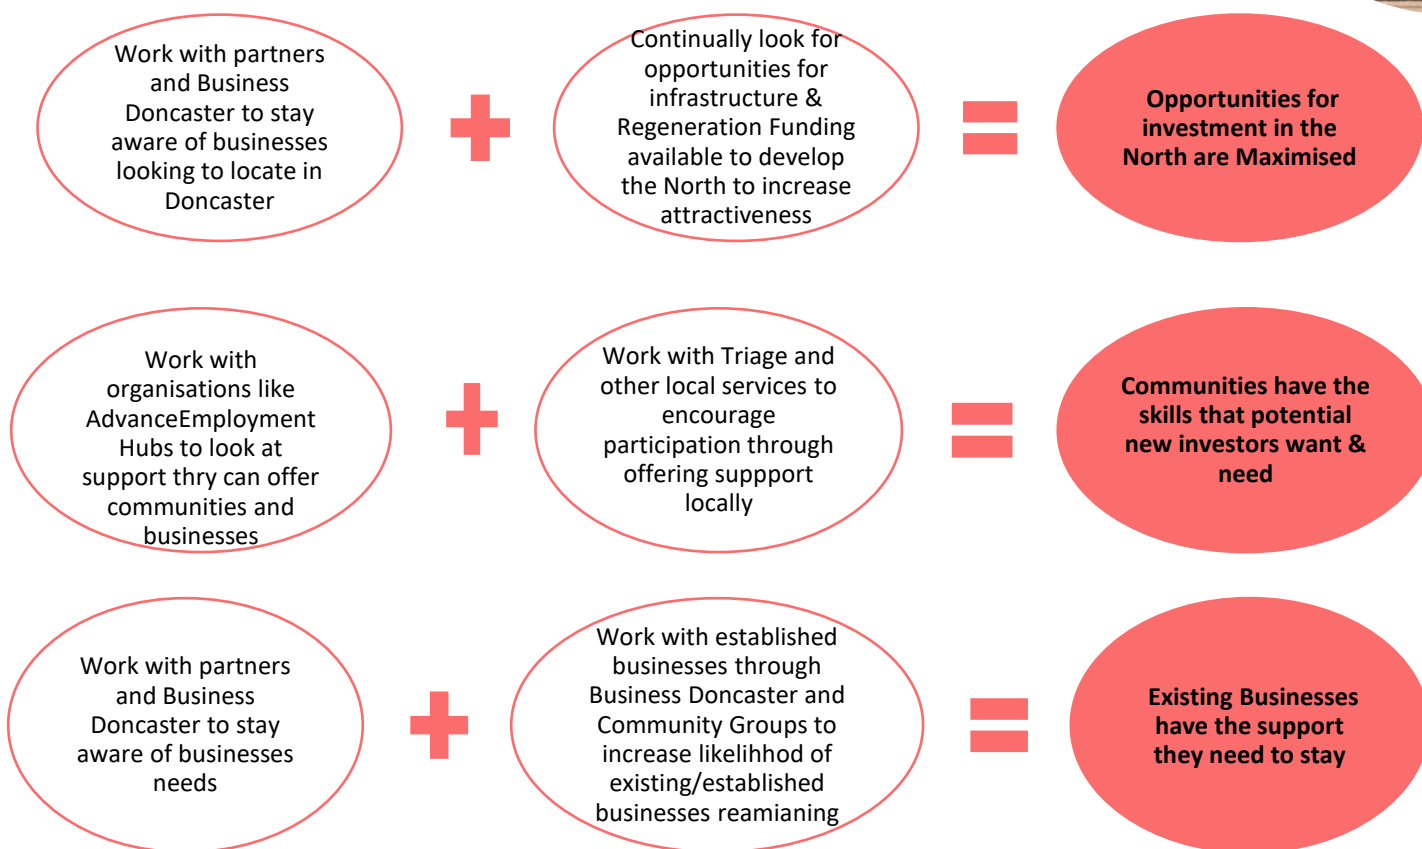 Work with partners
and Business
Doncaster to stay
aware of businesses
looking to locate in
Doncaster
Continually look for
opportunities for
infrastructure &
Regeneration Funding
available to develop
the North to increase
attractiveness
Opportunities for
investment in the
North are Maximised
Work with
organisations like
AdvanceEmployment
Hubs to look at
support thry can offer
communities and
businesses
Work with Triage and
other local services to
encourage
participation through
offering suppport
locally
Communities have the
skills that potential
new investors want &
need
Work with partners
and Business
Doncaster to stay
aware of businesses
needs
Work with established
businesses through
Business Doncaster and
Community Groups to
increase likelihhod of
existing/established
businesses reamianing
Existing Businesses
have the support
they need to stay